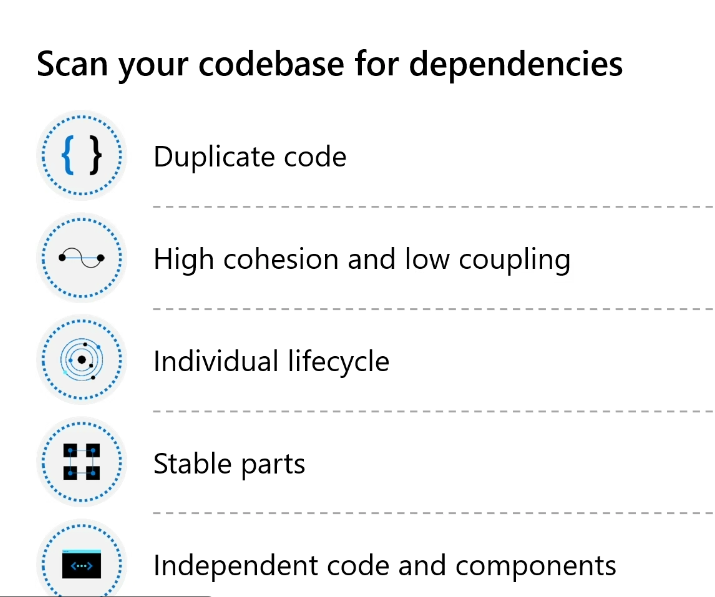 Scan your codebase for dependencies
{ } Duplicate code
High cohesion and low coupling
Individual lifecycle
Stable parts
Independent code and components